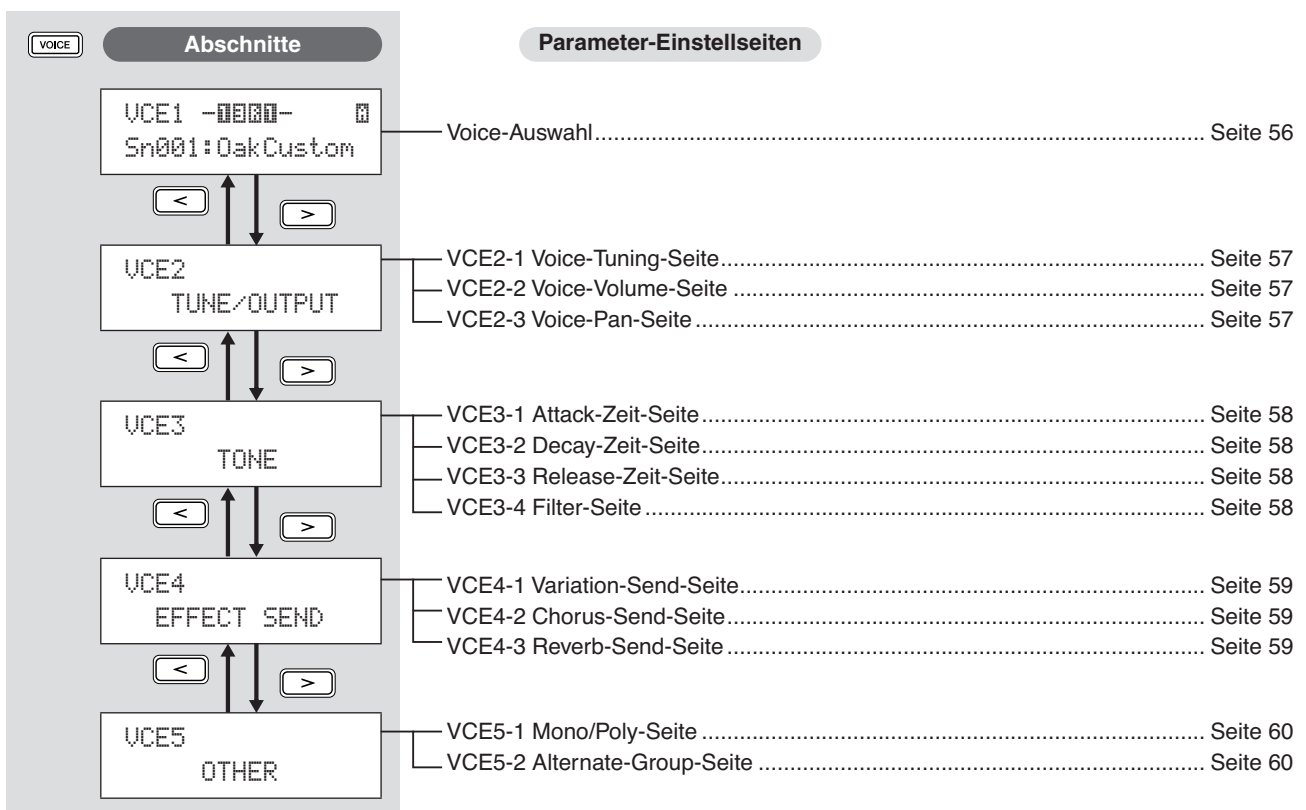 VOICE Abschnitte Parameter-Einstellseiten
VCE1 -1301-
Sn001:OakCustom
Voice-Auswahl.................... Seite 56
< >
VCE2
TUNE/OUTPUT
VCE2-1 Voice-Tuning-Seite.................... Seite 57
VCE2-2 Voice-Volume-Seite .................... Seite 57
VCE2-3 Voice-Pan-Seite.................... Seite 57
< >
VCE3
TONE
VCE3-1 Attack-Zeit-Seite.................... Seite 58
VCE3-2 Decay-Zeit-Seite.................... Seite 58
VCE3-3 Release-Zeit-Seite.................... Seite 58
VCE3-4 Filter-Seite .................... Seite 58
< >
VCE4
EFFECT SEND
VCE4-1 Variation-Send-Seite.................... Seite 59
VCE4-2 Chorus-Send-Seite.................... Seite 59
VCE4-3 Reverb-Send-Seite.................... Seite 59
< >
VCE5
OTHER
VCE5-1 Mono/Poly-Seite .................... Seite 60
VCE5-2 Alternate-Group-Seite .................... Seite 60